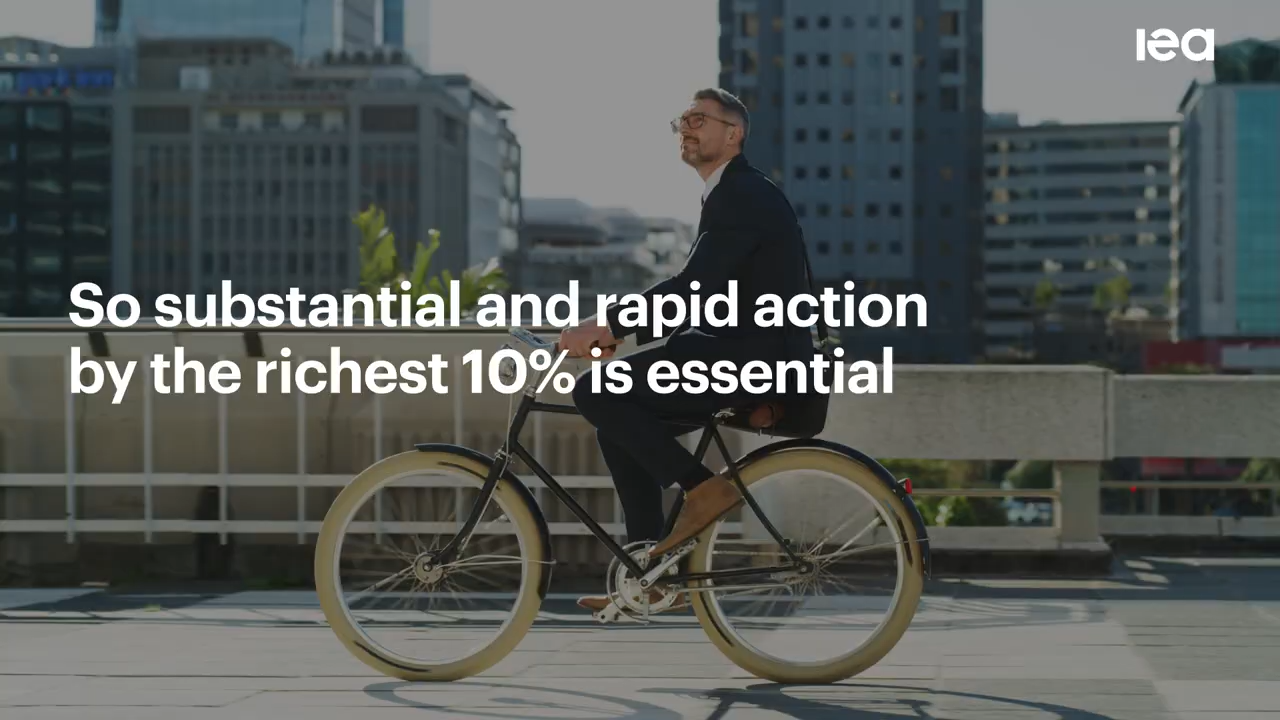 iea
So substantial and rapid action
by the richest 10% is essential